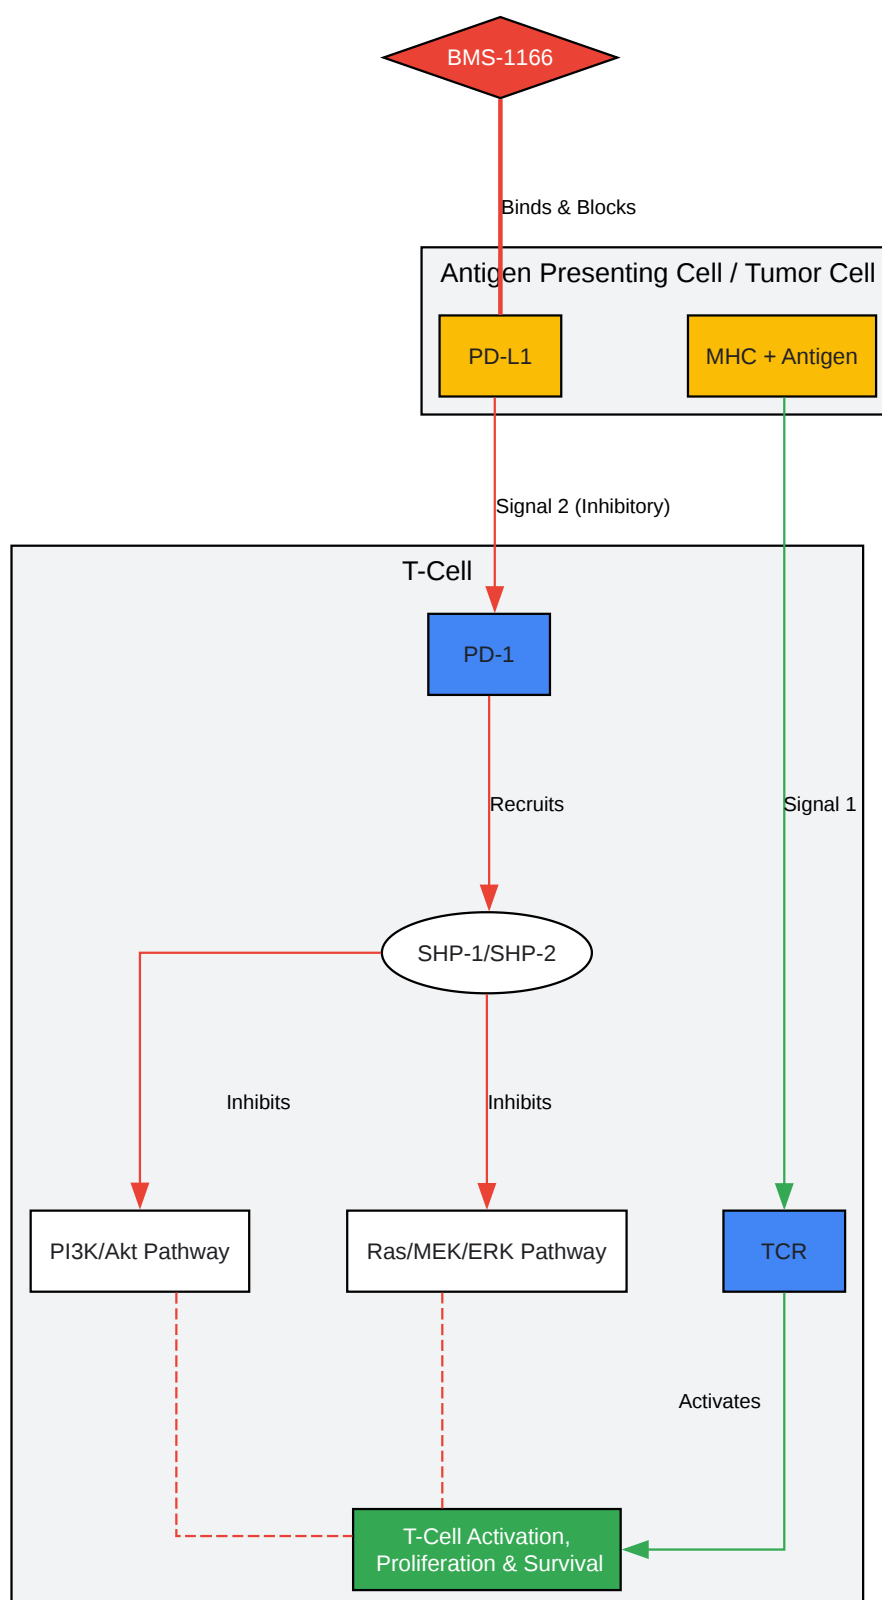 BMS-1166
Binds & Blocks
Antigen Presenting Cell / Tumor Cell
PD-L1
MHC + Antigen
Signal 2 (Inhibitory)
T-Cell
PD-1
Recruits
Signal 1
SHP-1/SHP-2
Inhibits
Inhibits
PI3K/Akt Pathway
Ras/MEK/ERK Pathway
TCR
Activates
T-Cell Activation,
Proliferation & Survival